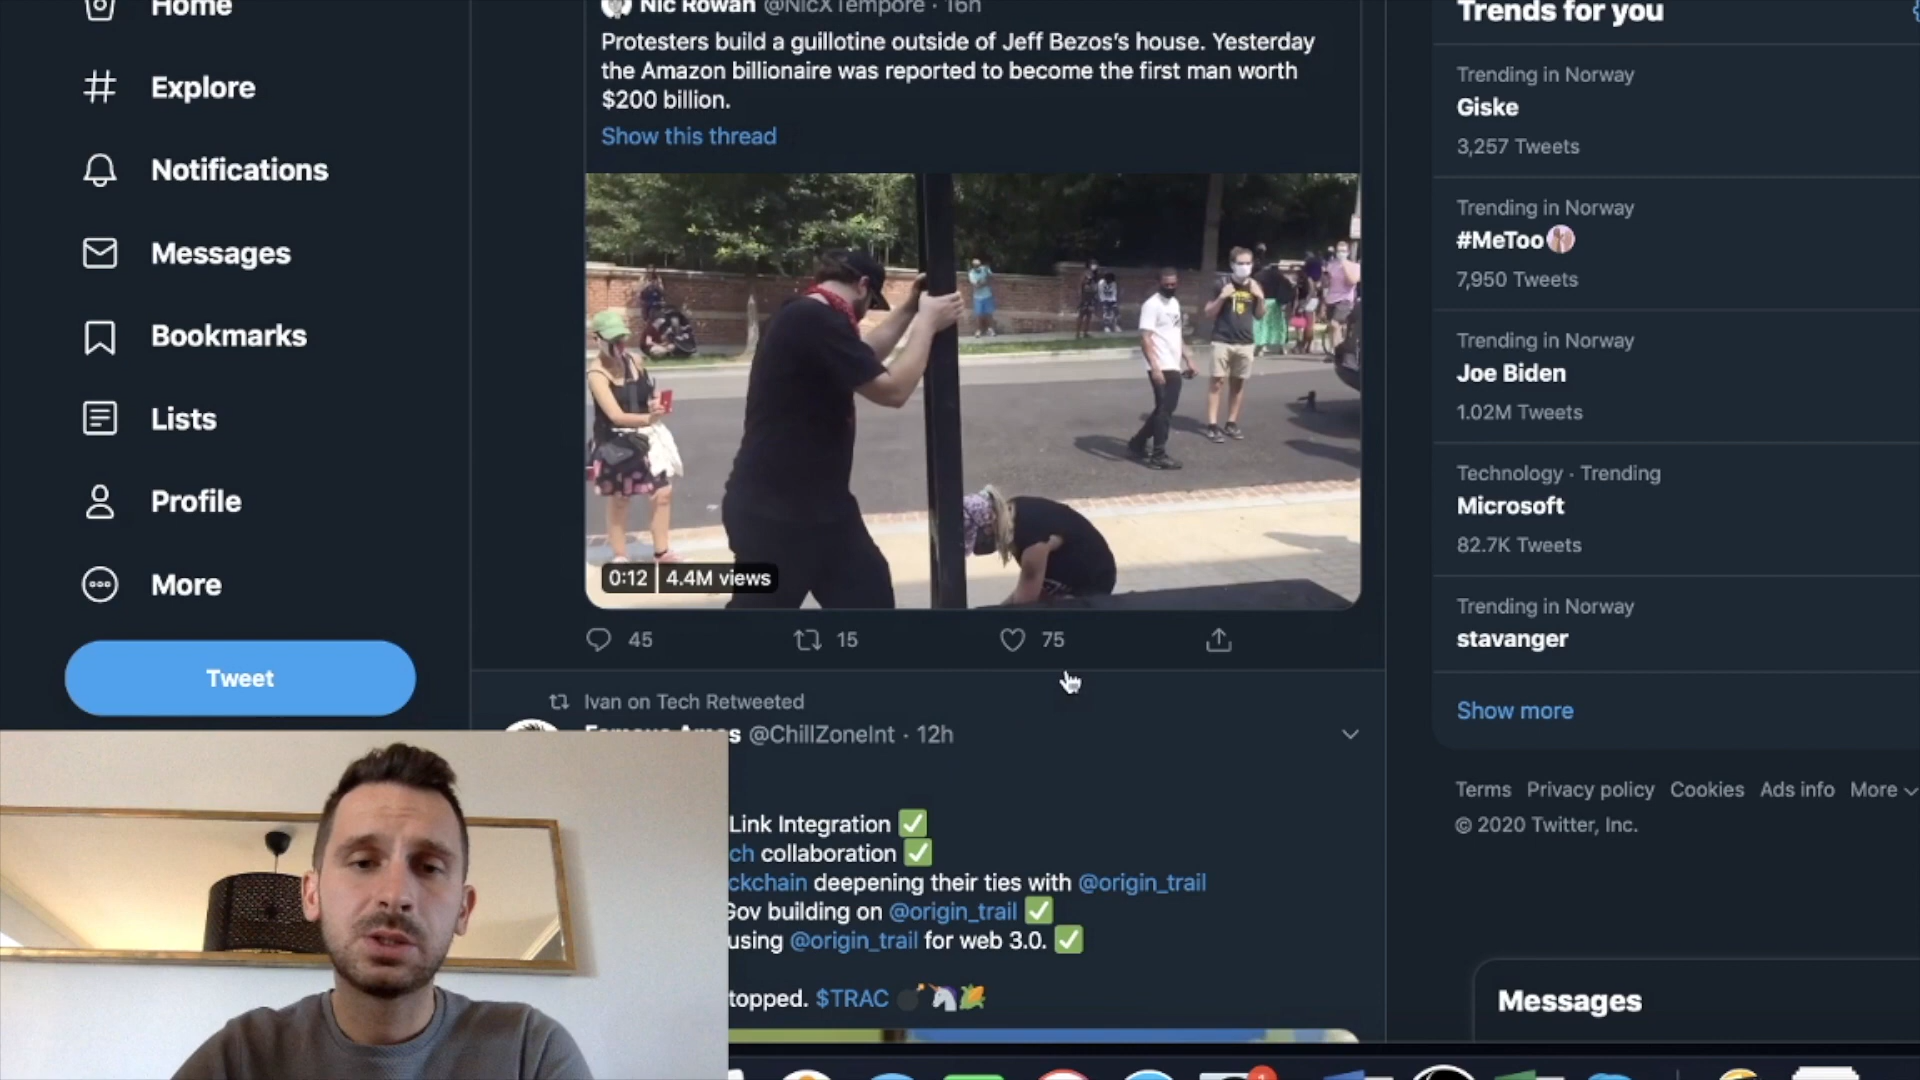 Home
Explore
Notifications
Messages
Bookmarks
Lists
Profile
More
Tweet
Nic Rowan @NicXTempore · 16h
Protesters build a guillotine outside of Jeff Bezos's house. Yesterday
the Amazon billionaire was reported to become the first man worth
$200 billion.
Show this thread
0:12 4.4M views
45 15 75
Ivan on Tech Retweeted
@ChillZoneInt · 12h
Link Integration ✅
ch collaboration ✅
ckchain deepening their ties with @origin_trail
Gov building on @origin_trail ✅
using @origin_trail for web 3.0. ✅
topped. $TRAC 💣🦄🌽
Trends for you
Trending in Norway
Giske
3,257 Tweets
Trending in Norway
#MeToo
7,950 Tweets
Trending in Norway
Joe Biden
1.02M Tweets
Technology · Trending
Microsoft
82.7K Tweets
Trending in Norway
stavanger
Show more
Terms Privacy policy Cookies Ads info More
© 2020 Twitter, Inc.
Messages